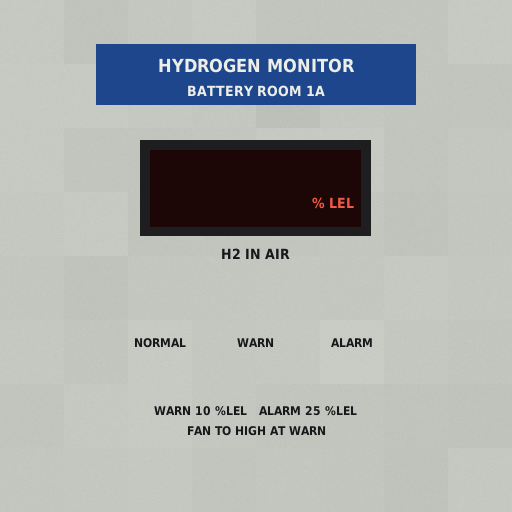 HYDROGEN MONITOR
BATTERY ROOM 1A
% LEL
H2 IN AIR
NORMAL WARN ALARM
WARN 10 %LEL ALARM 25 %LEL
FAN TO HIGH AT WARN